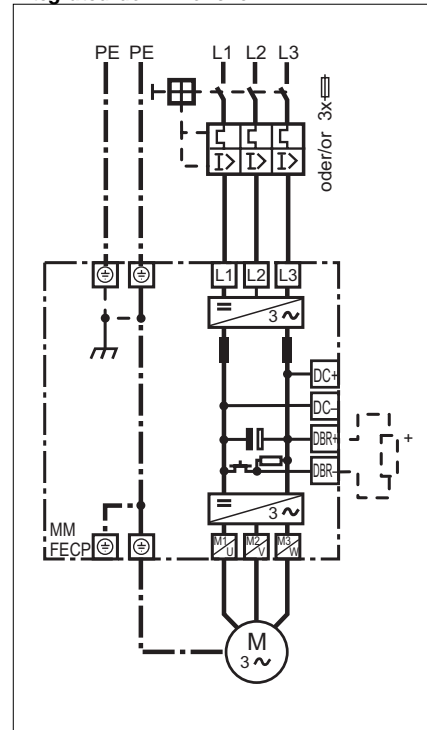 PE PE L1 L2 L3
oder/or 3x
I> I> I>
L1 L2 L3
=
3 ~
DC+
DC–
DBR+
+
DBR–
=
3 ~
MM
FECP
M1/U M2/V M3/W
M
3 ~